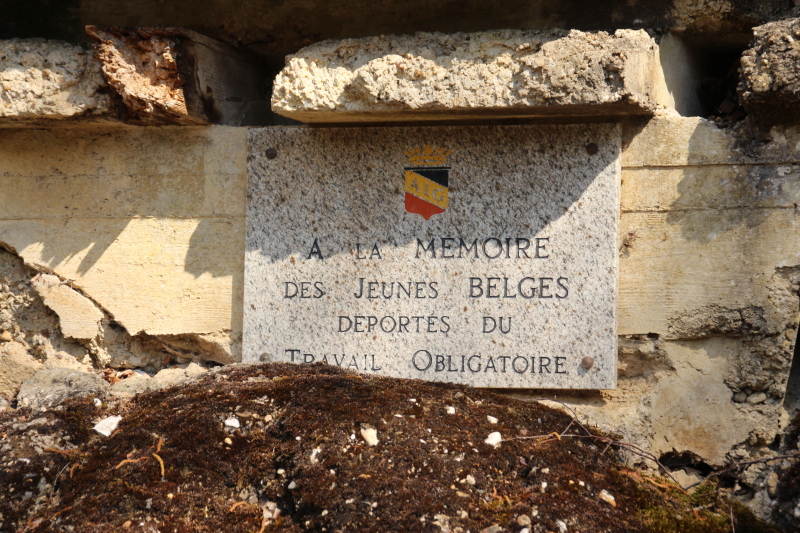 A LA MEMOIRE
DES JEUNES BELGES
DEPORTES DU
TRAVAIL OBLIGATOIRE